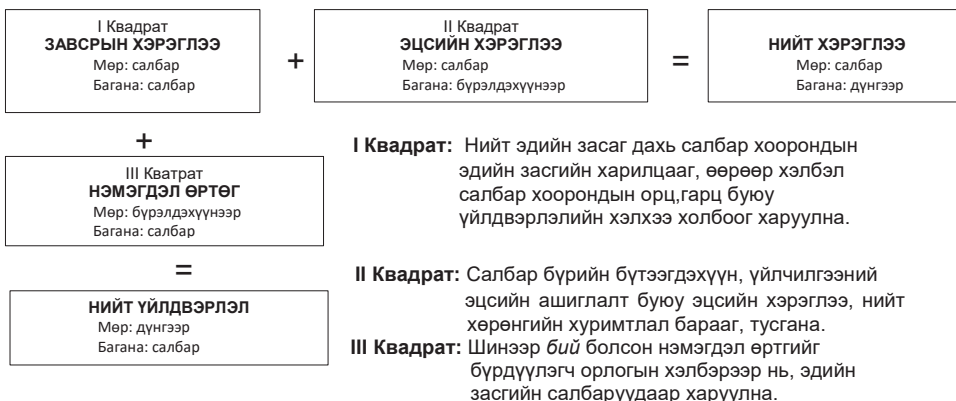 I Квадрат
ЗАВСРЫН ХЭРЭГЛЭЭ
Мөр: салбар
Багана: салбар
+
II Квадрат
ЭЦСИЙН ХЭРЭГЛЭЭ
Мөр: салбар
Багана: бүрэлдэхүүнээр
=
НИЙТ ХЭРЭГЛЭЭ
Мөр: салбар
Багана: дүнгээр
+
III Кватрат
НЭМЭГДЭЛ ӨРТӨГ
Мөр: бүрэлдэхүүнээр
Багана: салбар
=
НИЙТ ҮЙЛДВЭРЛЭЛ
Мөр: дүнгээр
Багана: салбар
I Квадрат: Нийт эдийн засаг дахь салбар хоорондын
эдийн засгийн харилцааг, өөрөөр хэлбэл
салбар хоорондын орц,гарц буюу
үйлдвэрлэлийн хэлхээ холбоог харуулна.
II Квадрат: Салбар бүрийн бүтээгдэхүүн, үйлчилгээний
эцсийн ашиглалт буюу эцсийн хэрэглээ, нийт
хөрөнгийн хуримтлал барааг, тусгана.
III Квадрат: Шинээр бий болсон нэмэгдэл өртгийг
бүрдүүлэгч орлогын хэлбэрээр нь, эдийн
засгийн салбаруудаар харуулна.